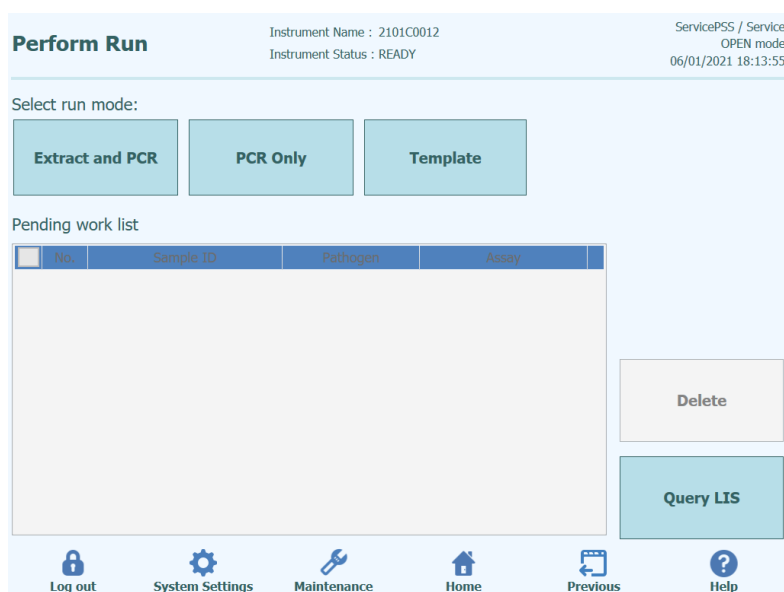 Perform Run
Instrument Name : 2101C0012
Instrument Status : READY
ServicePSS / Service
OPEN mode
06/01/2021 18:13:55
Select run mode:
Extract and PCR
PCR Only
Template
Pending work list
No. Sample ID Pathogen Assay
Delete
Query LIS
Log out System Settings Maintenance Home Previous Help